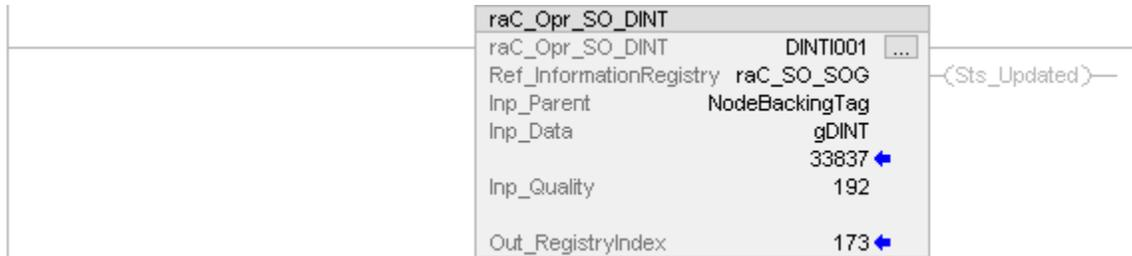 raC_Opr_SO_DINT
raC_Opr_SO_DINT DINTI001 ...
Ref_InformationRegistry raC_SO_SOG (Sts_Updated)
Inp_Parent NodeBackingTag
Inp_Data gDINT
33837
Inp_Quality 192
Out_RegistryIndex 173